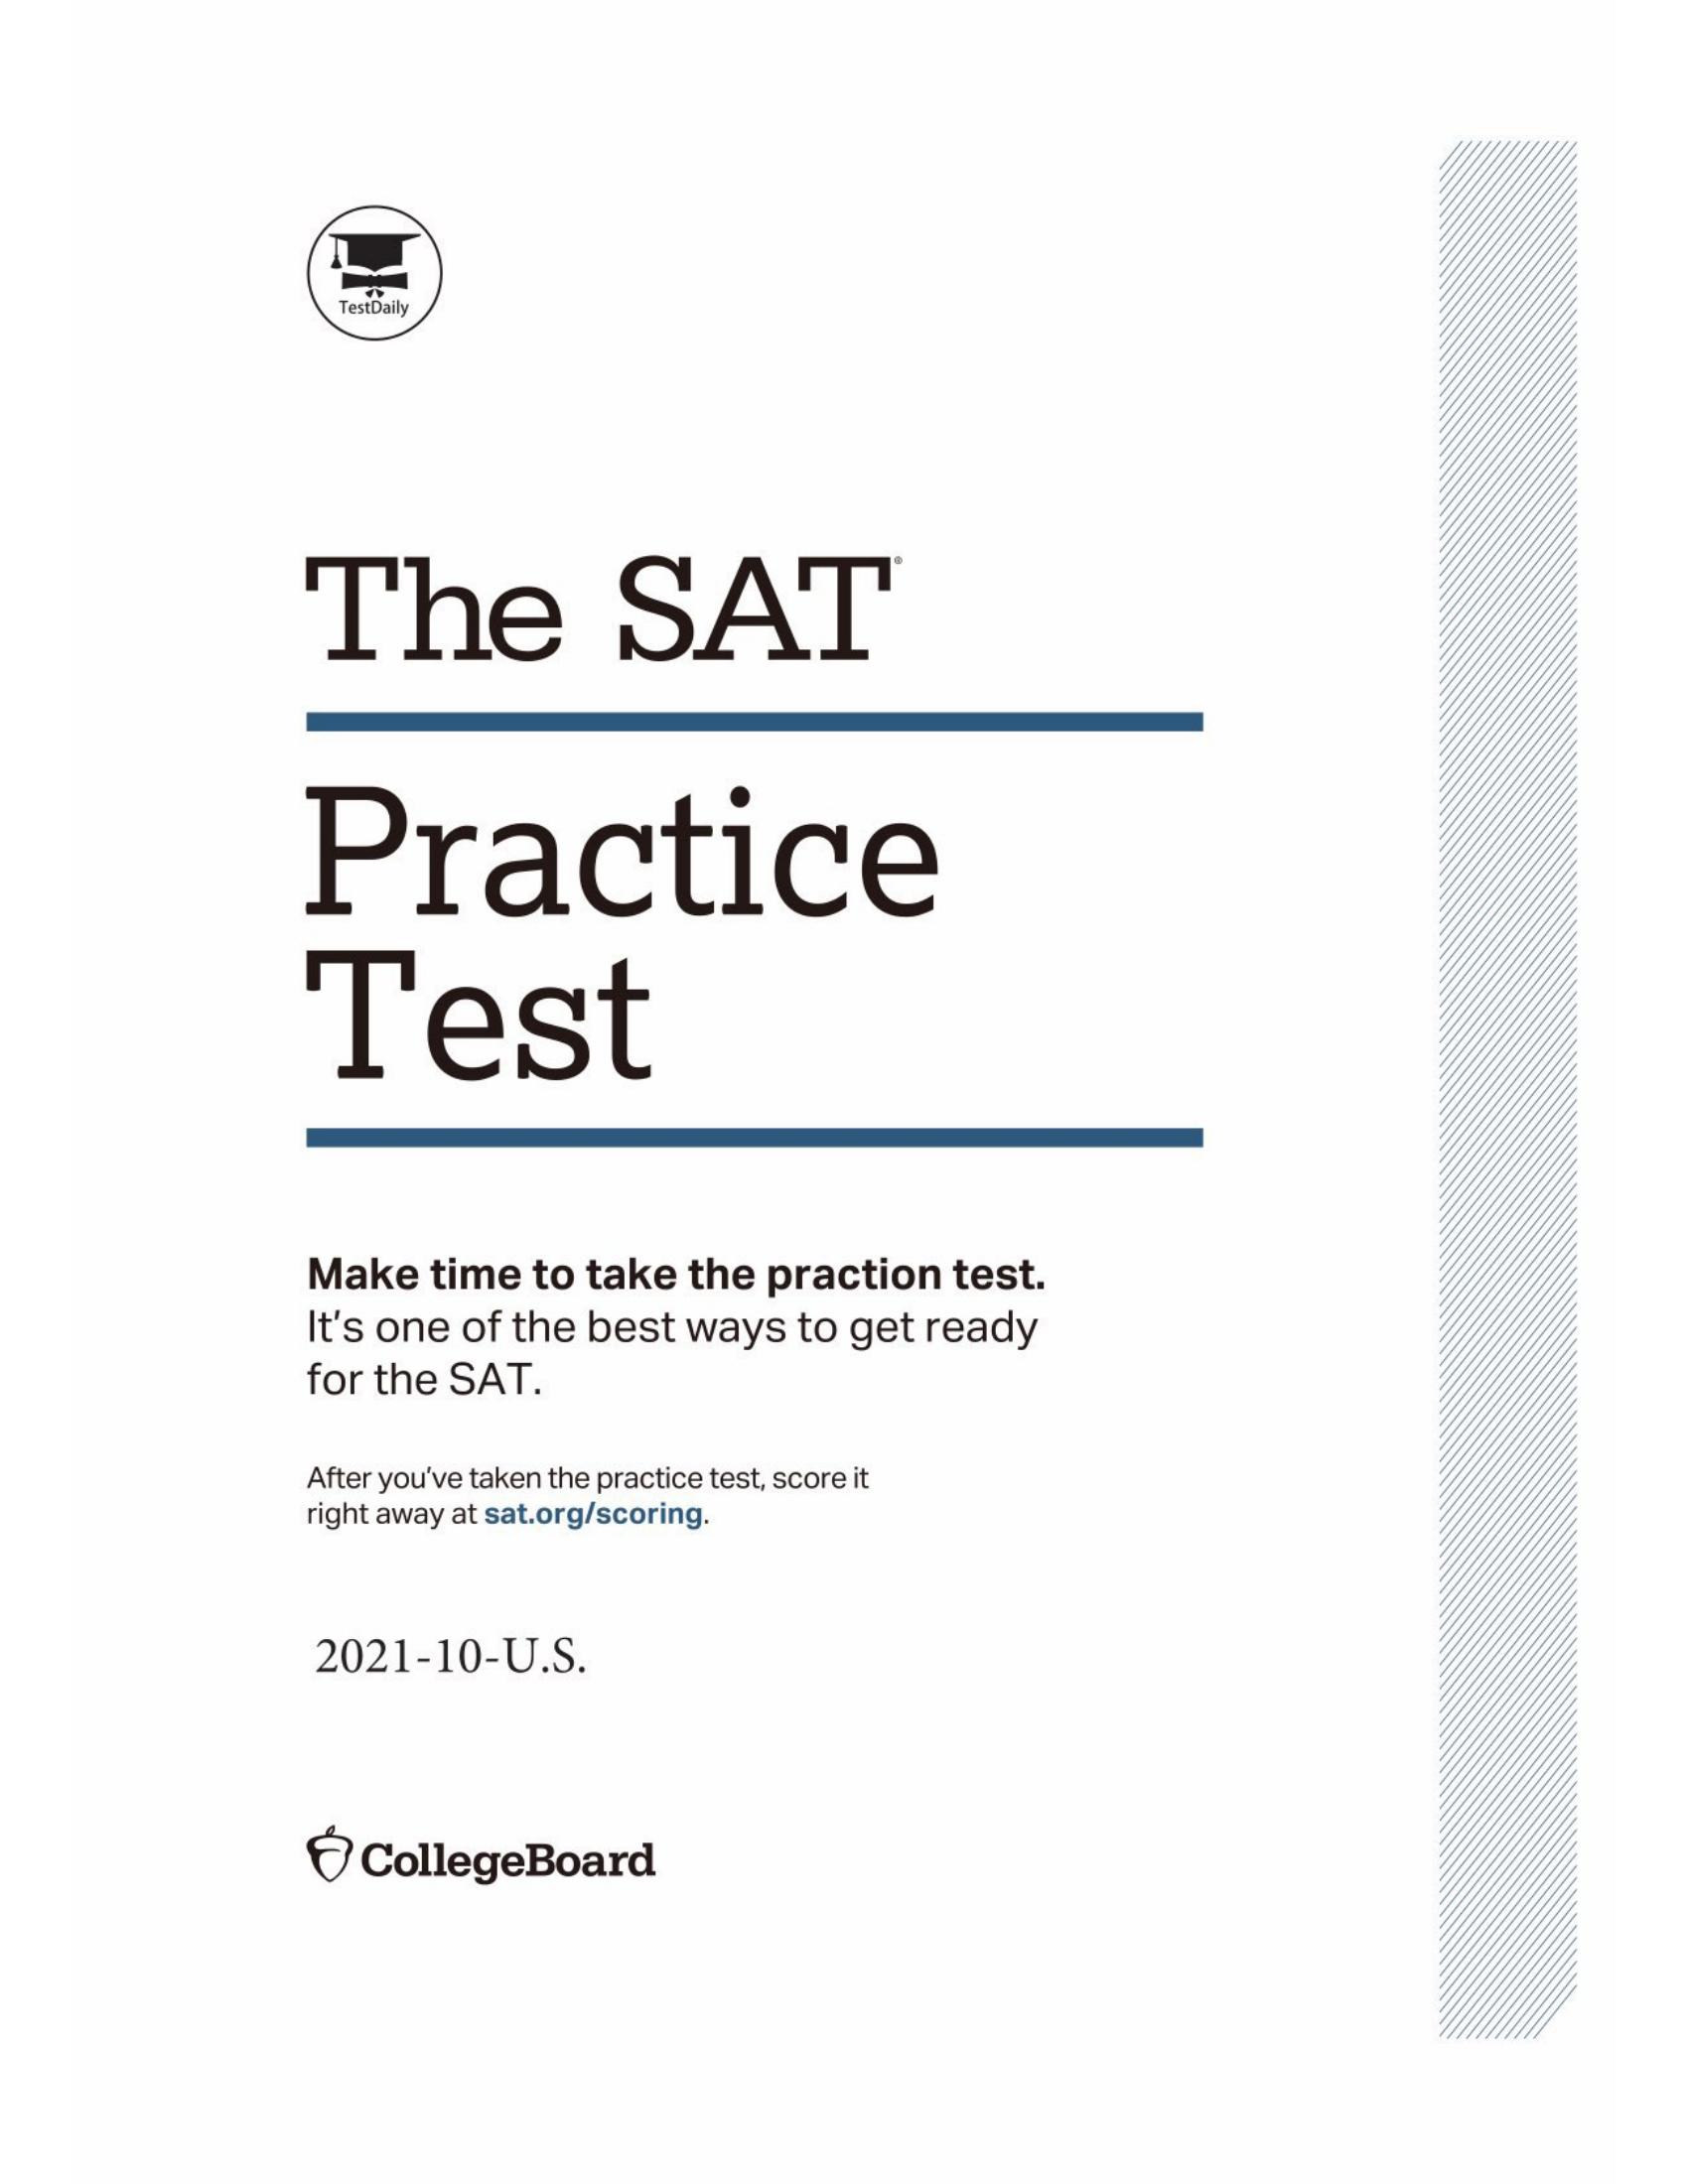 TestDaily
The SA®
Practice
Test
Make time to take the praction test.
It's one of the best ways to get ready
for the SAT.
After you've taken the practice test, score it
right away at sat.org/scoring.
2021-10-U.S.
CollegeBoard